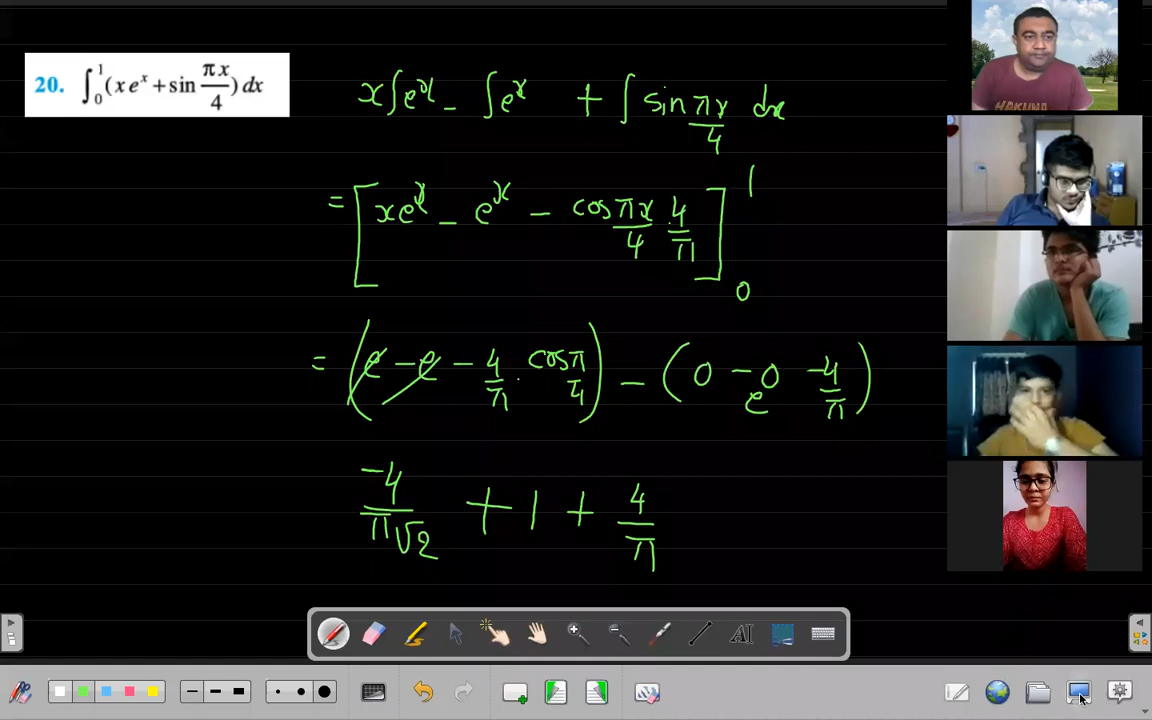 20. ∫₀¹(x eˣ + sin πx/4) dx
x∫eˣ - ∫eˣ + ∫ sin πx/4 dx
= [xeˣ - eˣ - cos πx/4 4/π]₀¹
= (e - e - 4/π . cos π/4) - (0 - e⁰ - 4/π)
-4/π√2 + 1 + 4/π